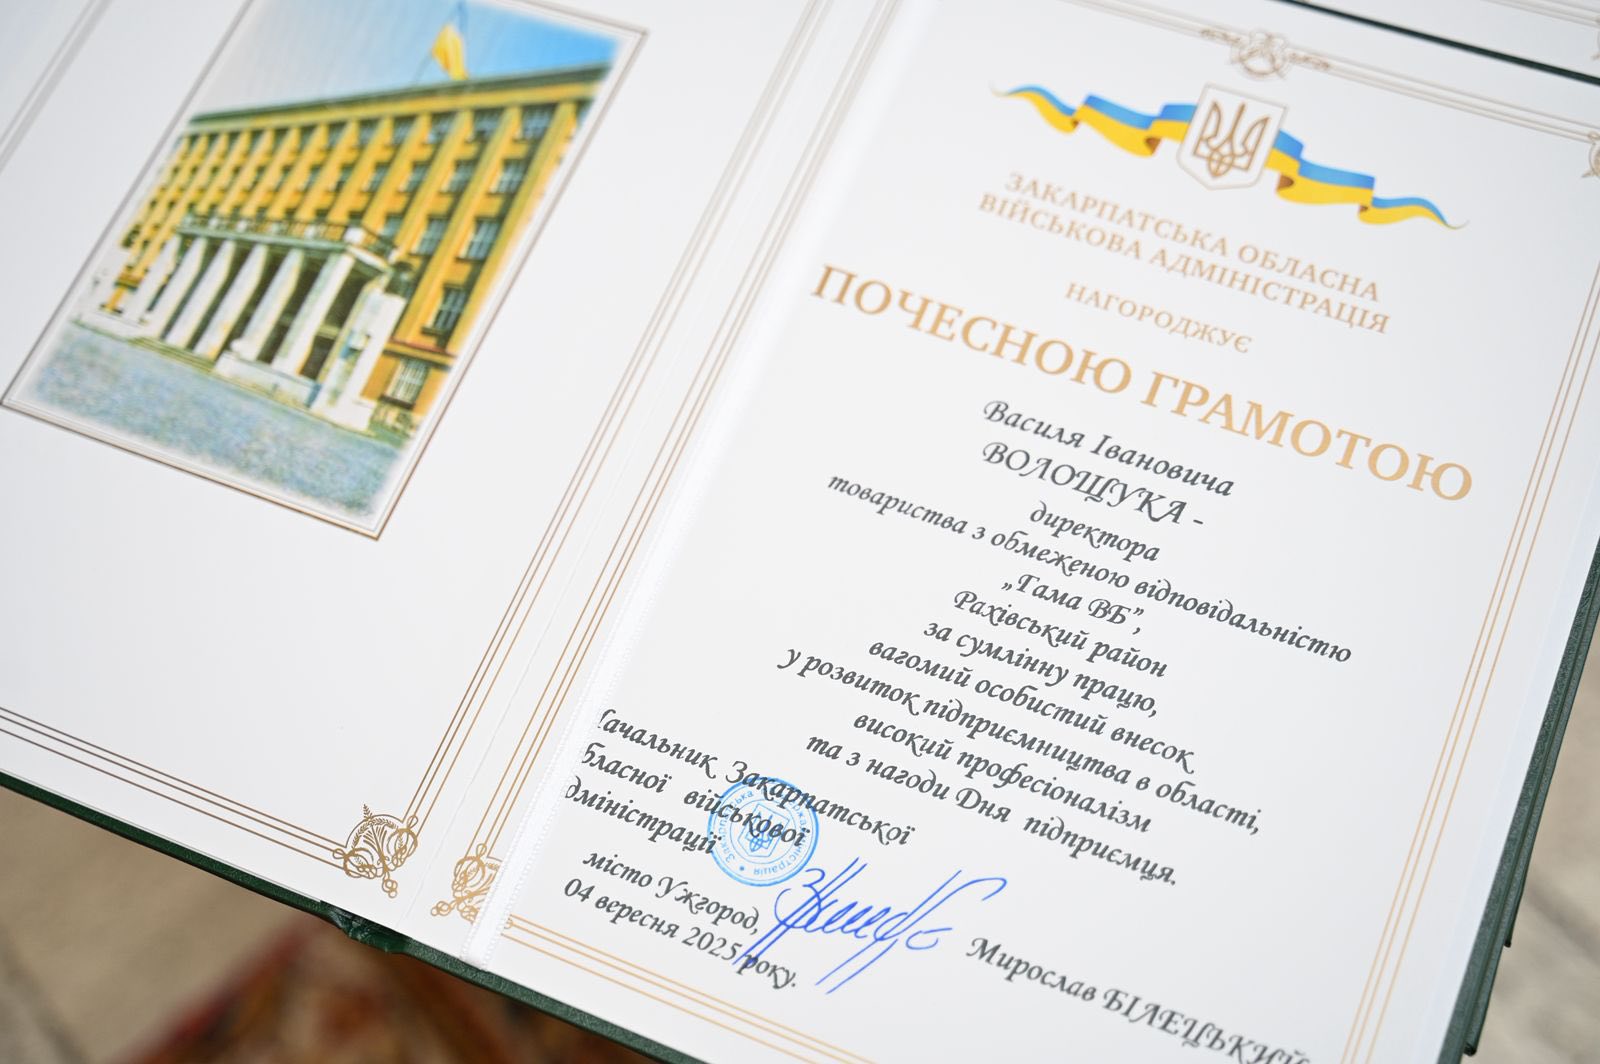 ЗАКАРПАТСЬКА ОБЛАСНА
ВІЙСЬКОВА АДМІНІСТРАЦІЯ
НАГОРОДЖУЄ
ПОЧЕСНОЮ ГРАМОТОЮ
Василя Івановича
ВОЛОЩУКА -
директора
товариства з обмеженою відповідальністю
„Гама ВБ”,
Рахівський район
за сумлінну працю,
вагомий особистий внесок
у розвиток підприємництва в області,
високий професіоналізм
та з нагоди Дня підприємця.
Начальник Закарпатської
обласної військової
адміністрації
місто Ужгород,
04 вересня 2025 року.
Мирослав БІЛЕЦЬКИЙ